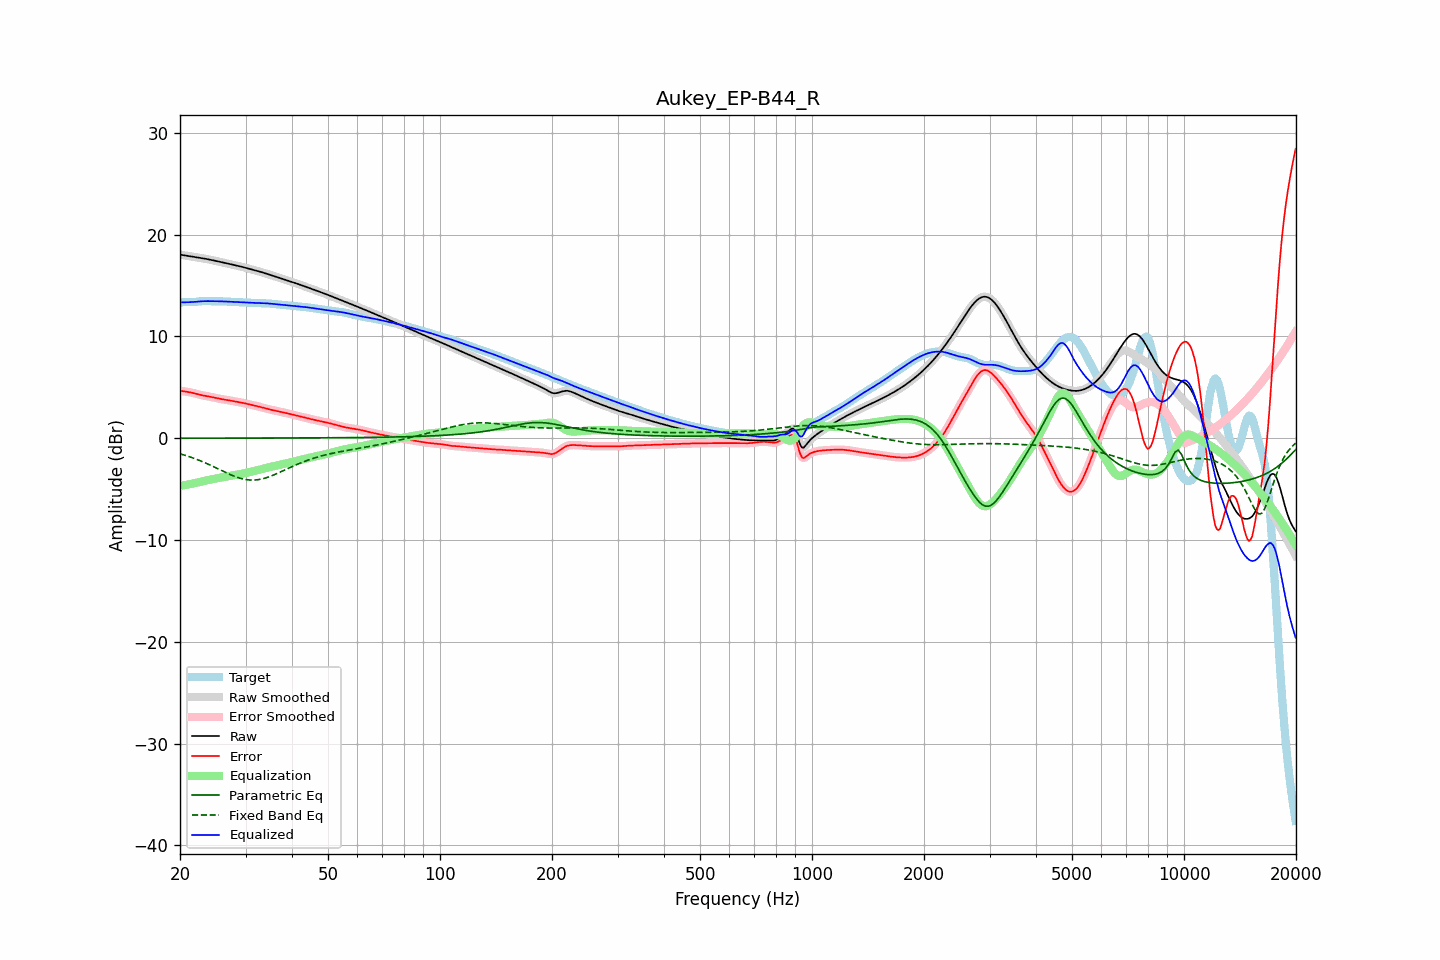 Aukey_EP-B44_R
Amplitude (dBr)
30
20
10
0
−10
−20
−30
−40
Target
Raw Smoothed
Error Smoothed
Raw
Error
Equalization
Parametric Eq
Fixed Band Eq
Equalized
20 50 100 200 500 1000 2000 5000 10000 20000
Frequency (Hz)